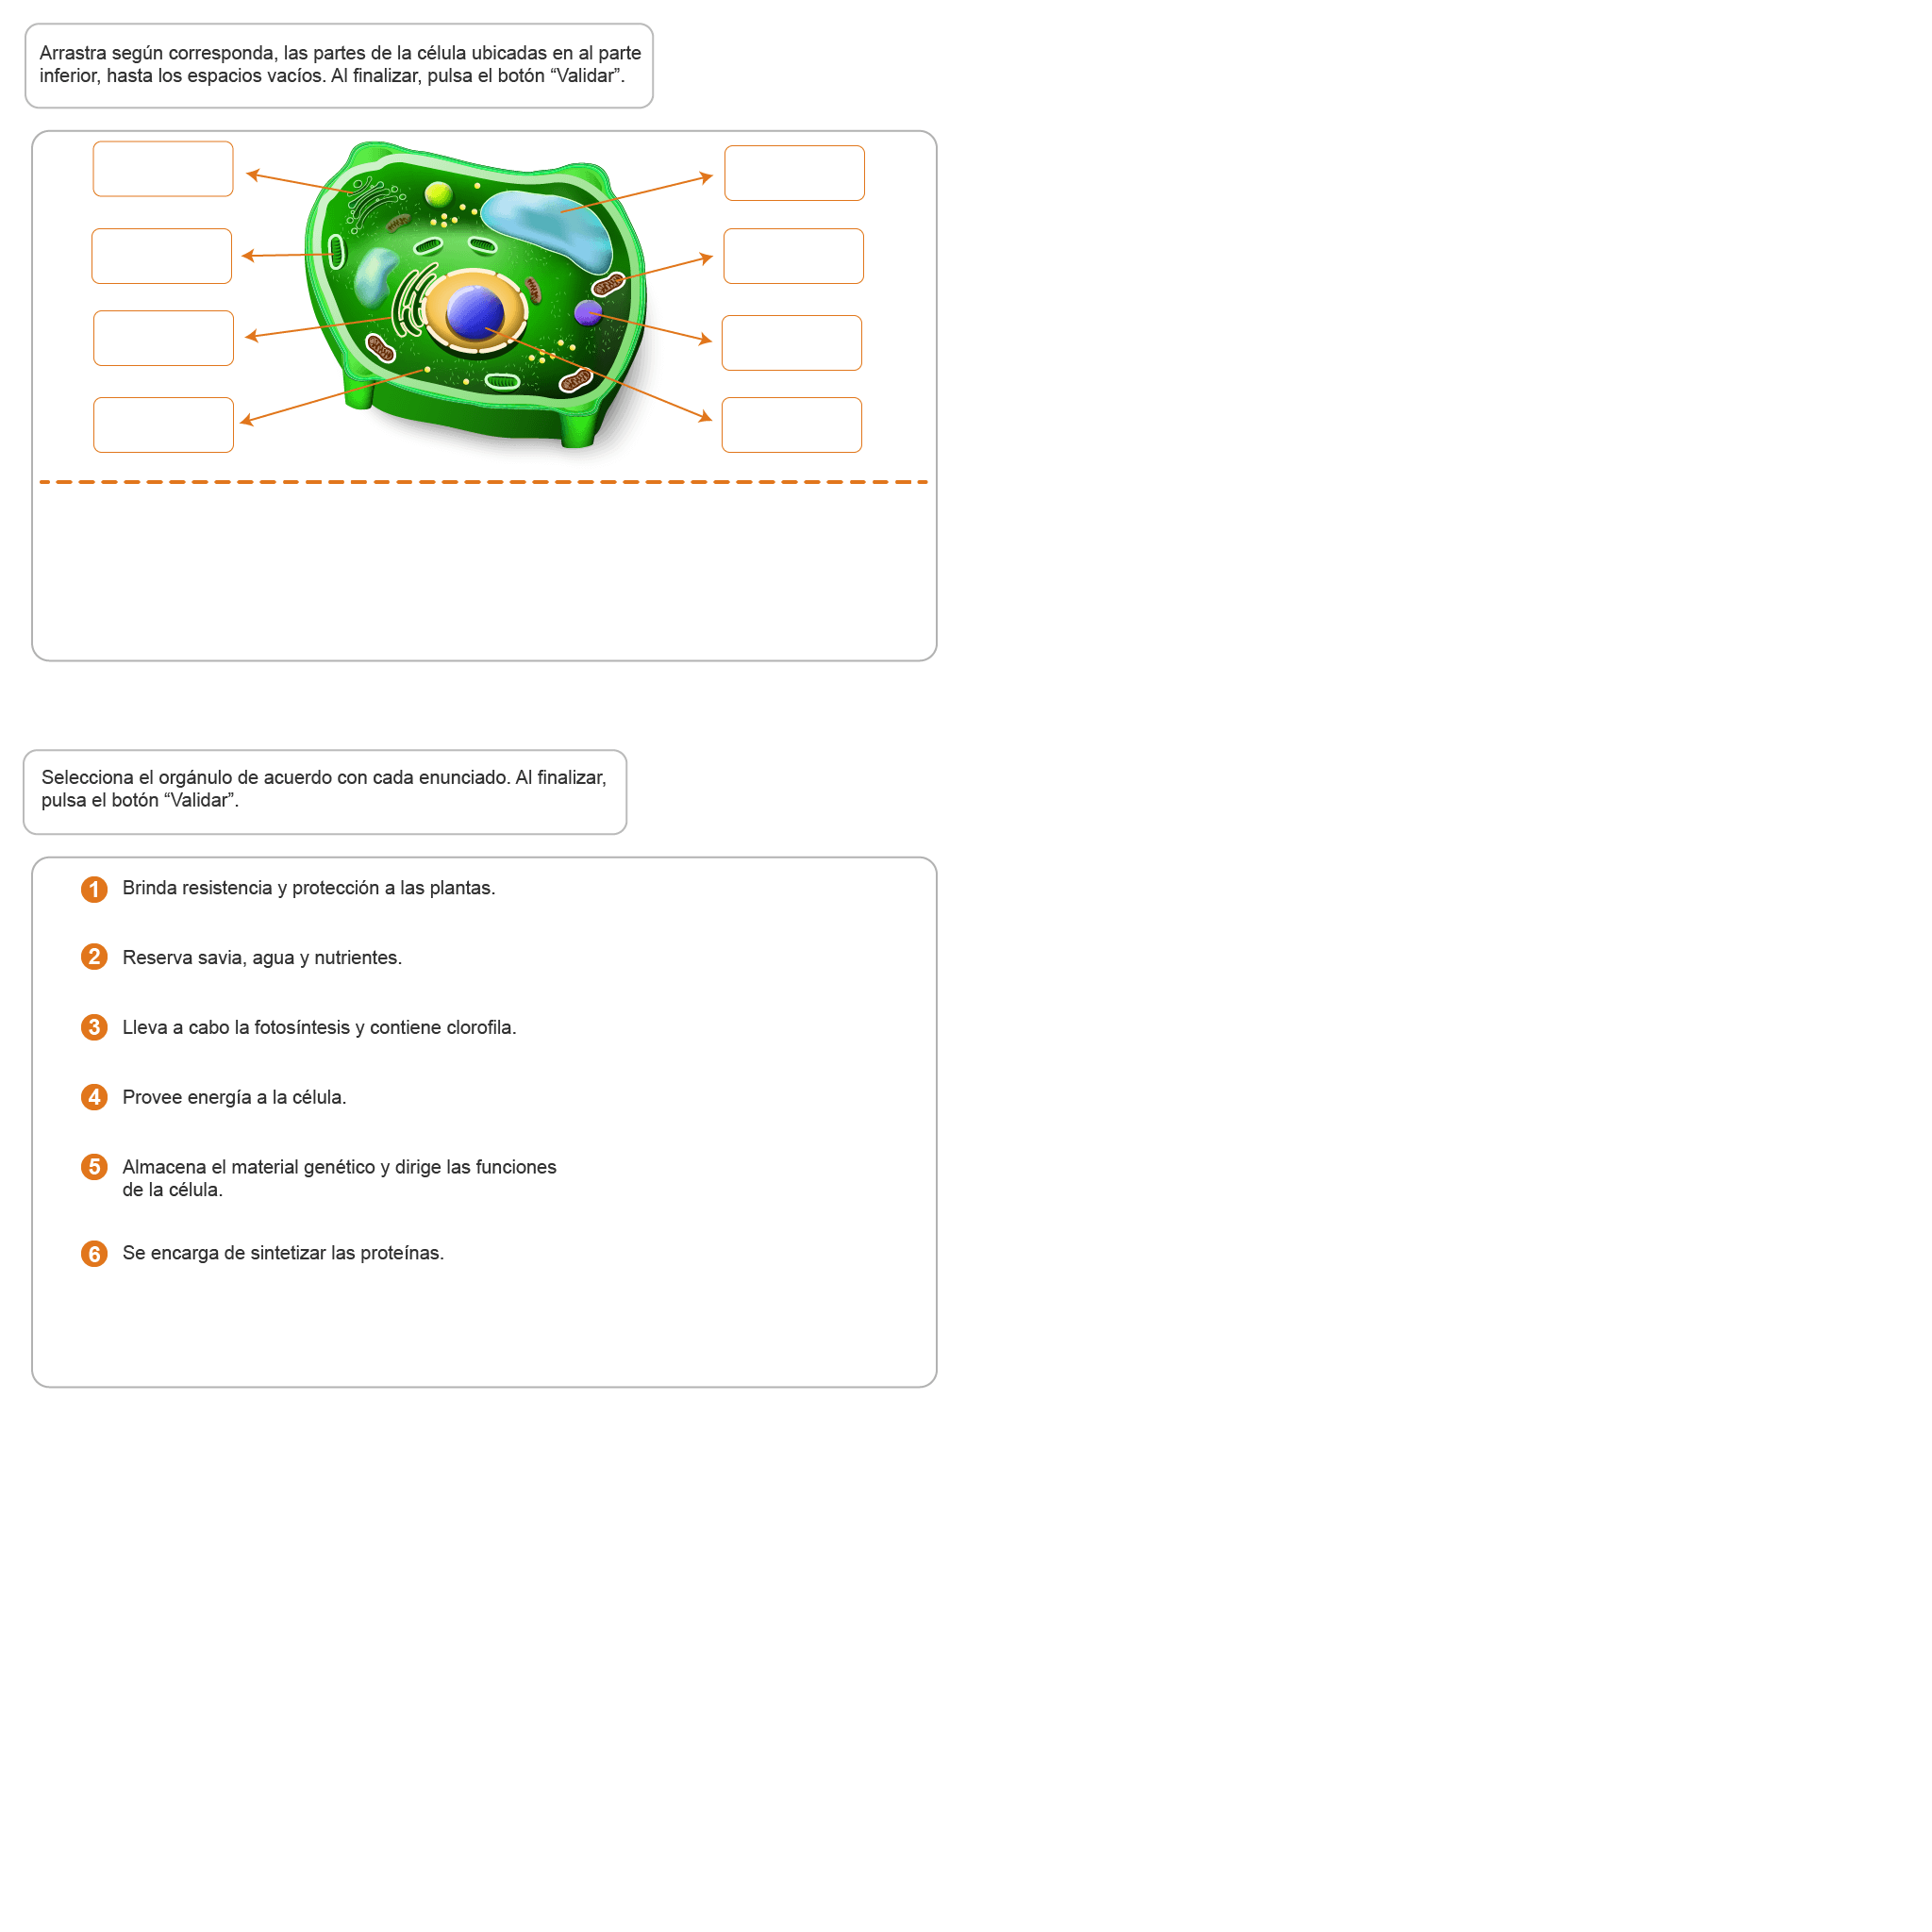 Arrastra según corresponda, las partes de la célula ubicadas en al parte
inferior, hasta los espacios vacíos. Al finalizar, pulsa el botón “Validar”.
Selecciona el orgánulo de acuerdo con cada enunciado. Al finalizar,
pulsa el botón “Validar”.
1 Brinda resistencia y protección a las plantas.
2 Reserva savia, agua y nutrientes.
3 Lleva a cabo la fotosíntesis y contiene clorofila.
4 Provee energía a la célula.
5 Almacena el material genético y dirige las funciones
de la célula.
6 Se encarga de sintetizar las proteínas.